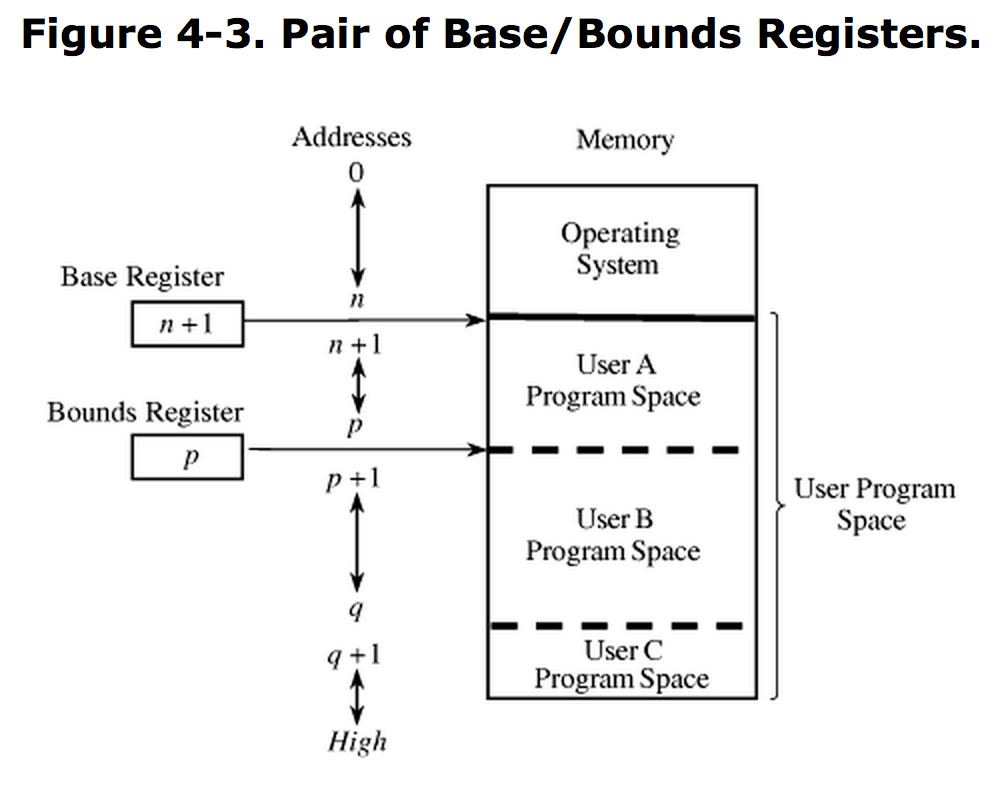 Figure 4-3. Pair of Base/Bounds Registers.
Addresses
Memory
0
Operating
System
Base Register
n
n +1
n +1
User A
Program Space
Bounds Register
p
p
p +1
User Program
Space
User B
Program Space
q
q +1
User C
Program Space
High